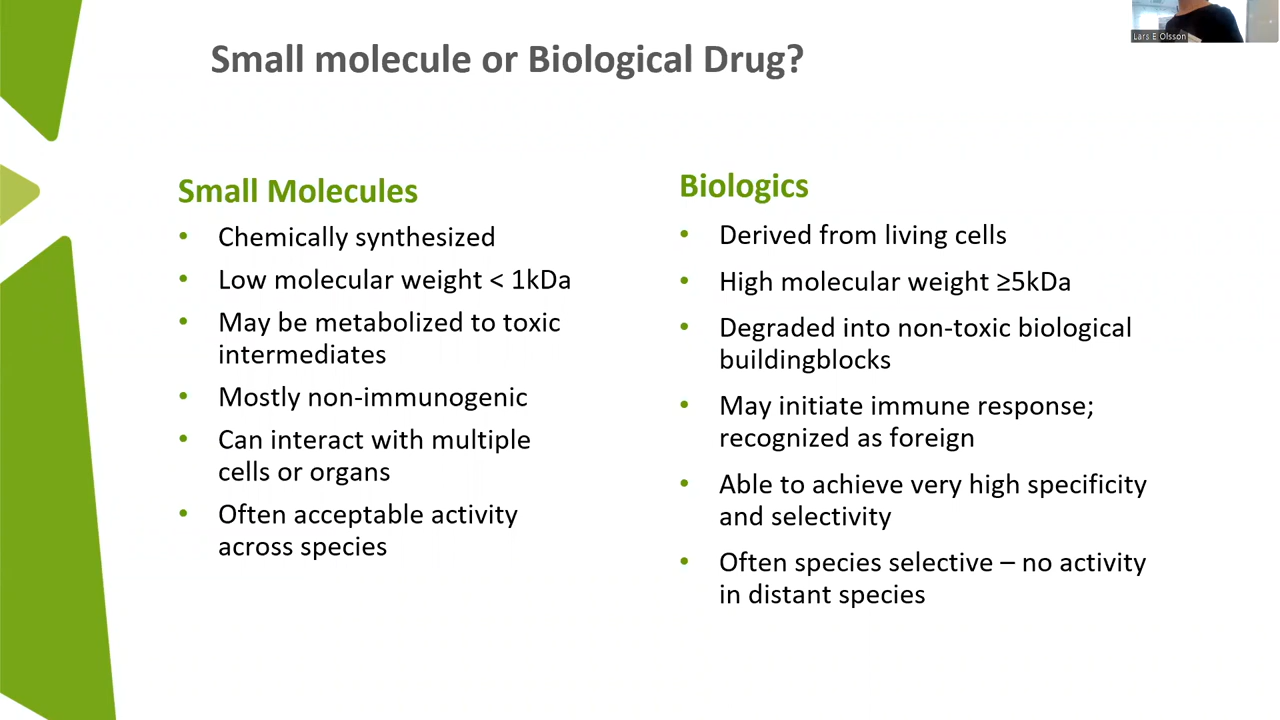 Small molecule or Biological Drug?
Lars E Olsson
Small Molecules
• Chemically synthesized
• Low molecular weight < 1kDa
• May be metabolized to toxic
intermediates
• Mostly non-immunogenic
• Can interact with multiple
cells or organs
• Often acceptable activity
across species
Biologics
• Derived from living cells
• High molecular weight ≥5kDa
• Degraded into non-toxic biological
buildingblocks
• May initiate immune response;
recognized as foreign
• Able to achieve very high specificity
and selectivity
• Often species selective – no activity
in distant species